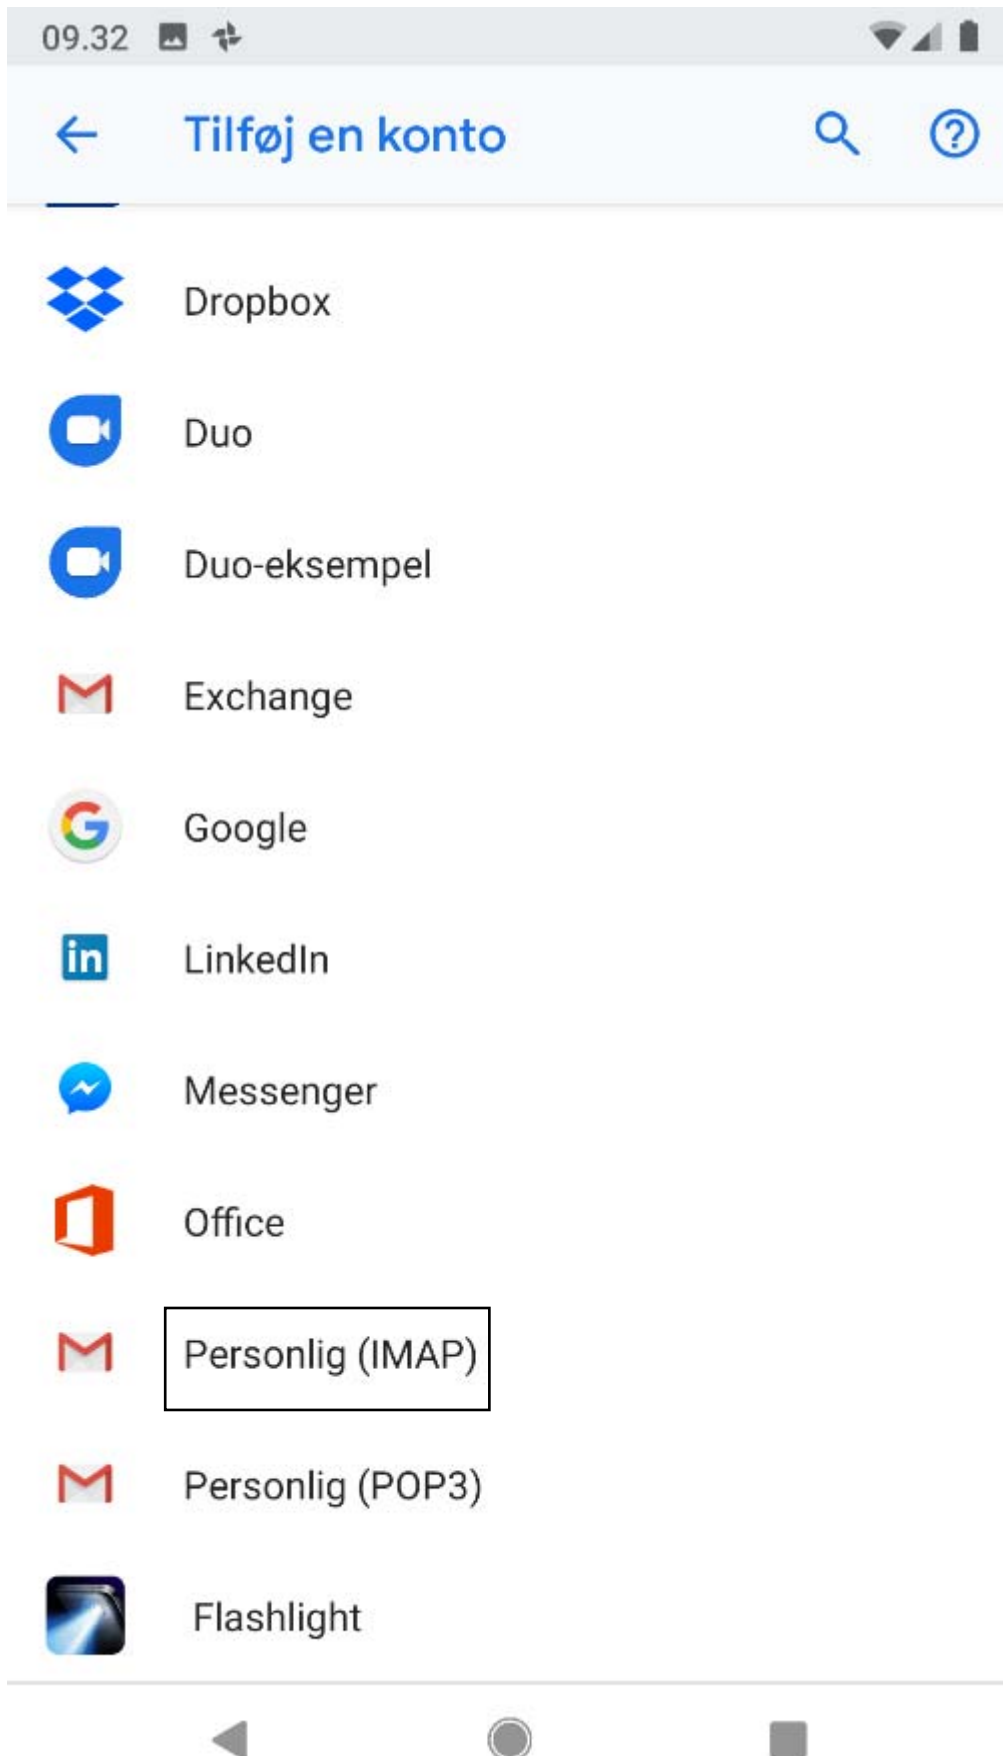 09.32
Tilføj en konto
Dropbox
Duo
Duo-eksempel
Exchange
Google
in LinkedIn
Messenger
Office
Personlig (IMAP)
Personlig (POP3)
Flashlight